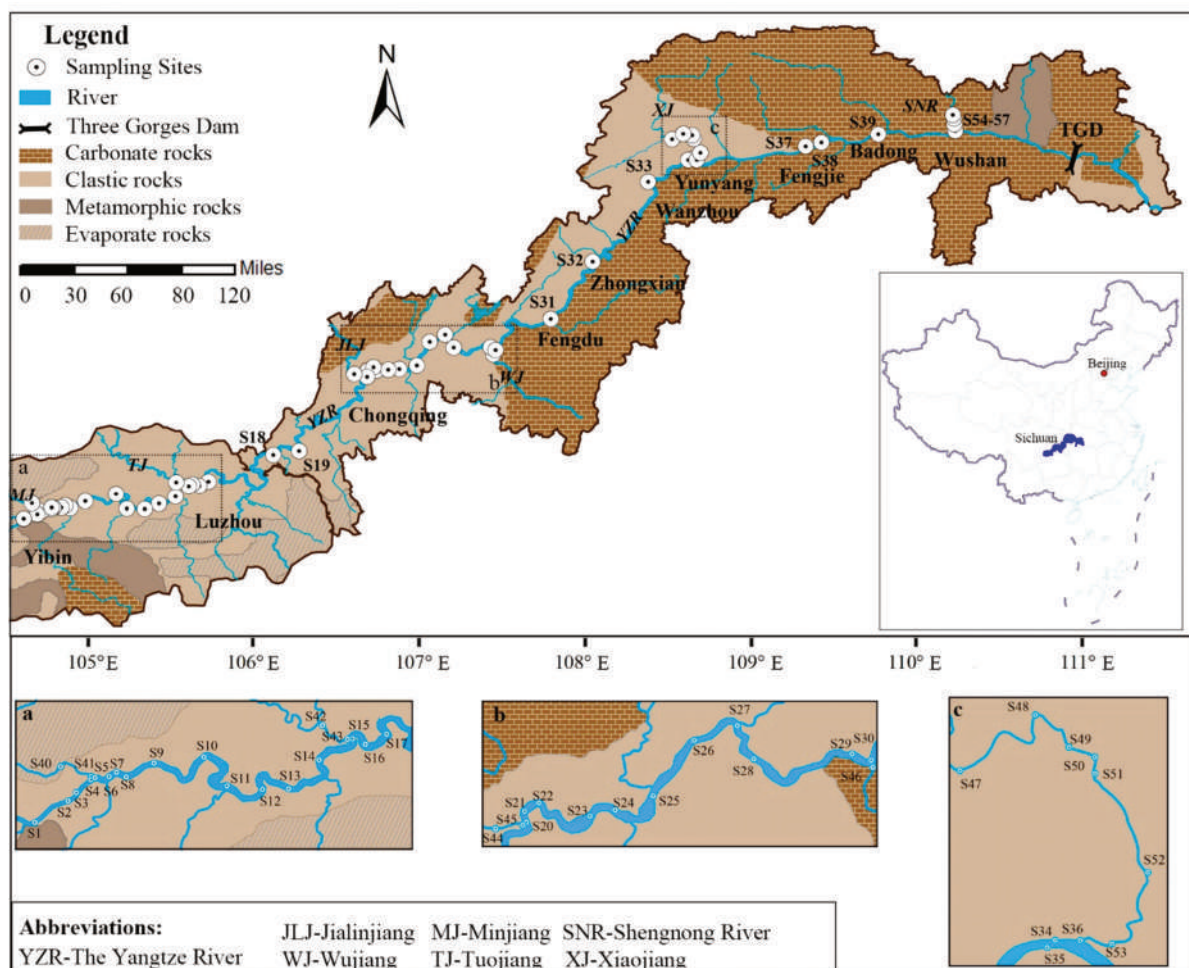 Legend
Sampling Sites
River
Three Gorges Dam
Carbonate rocks
Clastic rocks
Metamorphic rocks
Evaporate rocks
Miles
0 30 60 80 120
N
XJ
c
SNR
S54-57
TGD
S39
Badong
Wushan
S37
S38
Fengjie
S33
Yunyang
Wanzhou
YZR
S32
Zhongxian
S31
Fengdu
JLJ
b
WJ
Chongqing
YZR
S18
S19
a
TJ
MJ
Luzhou
Yibin
Beijing
Sichuan
105°E 106°E 107°E 108°E 109°E 110°E 111°E
a
S42
S43
S15
S17
S16
S14
S10
S9
S40
S41
S5
S7
S4
S6
S8
S3
S2
S1
S11
S12
S13
b
S27
S26
S28
S29
S30
S46
S25
S24
S23
S22
S21
S45
S20
S44
c
S48
S49
S50
S51
S47
S52
S34
S36
S35
S53
Abbreviations:
JLJ-Jialinjiang MJ-Minjiang SNR-Shengnong River
YZR-The Yangtze River WJ-Wujiang TJ-Tuojiang XJ-Xiaojiang